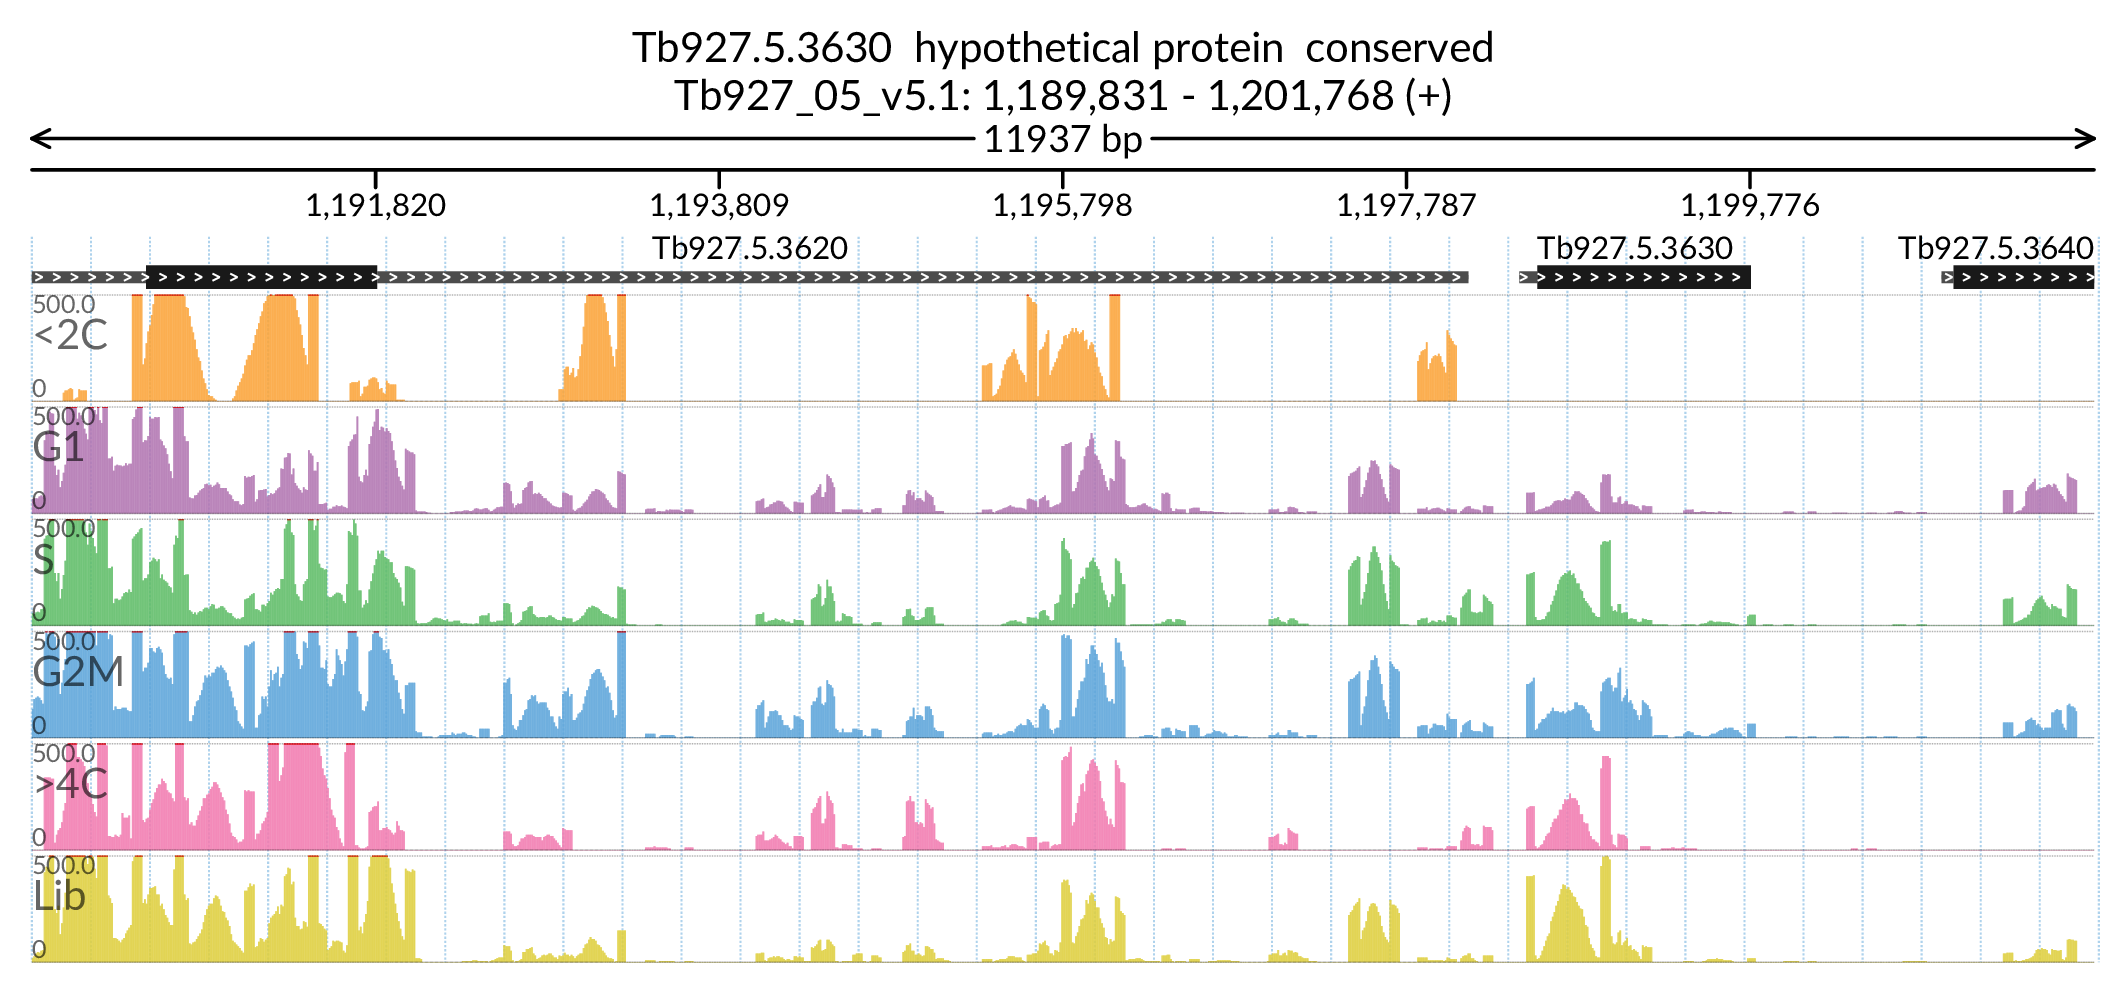 Tb927.5.3630  hypothetical protein  conserved
Tb927_05_v5.1: 1,189,831 - 1,201,768 (+)
11937 bp
1,191,820 1,193,809 1,195,798 1,197,787 1,199,776
Tb927.5.3620 Tb927.5.3630 Tb927.5.3640
500.0
<2C
0
500.0
G1
0
500.0
S
0
500.0
G2M
0
500.0
>4C
0
500.0
Lib
0